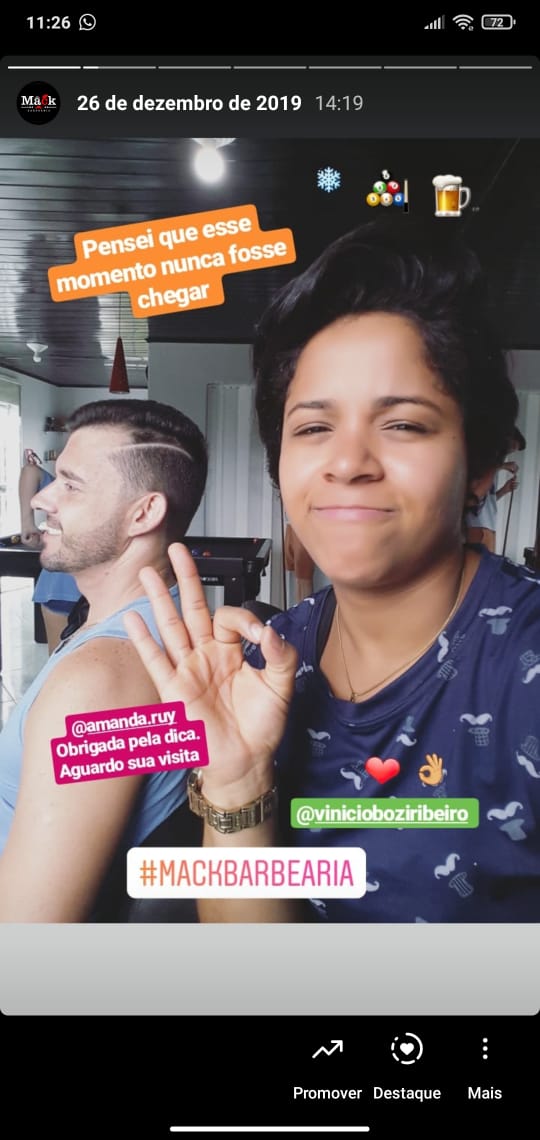 11:26
72
Mâck
26 de dezembro de 2019 14:19
Pensei que esse
momento nunca fosse
chegar
@amanda.ruy
Obrigada pela dica.
Aguardo sua visita
@vinicioboziribeiro
#MACKBARBEARIA
Promover Destaque Mais